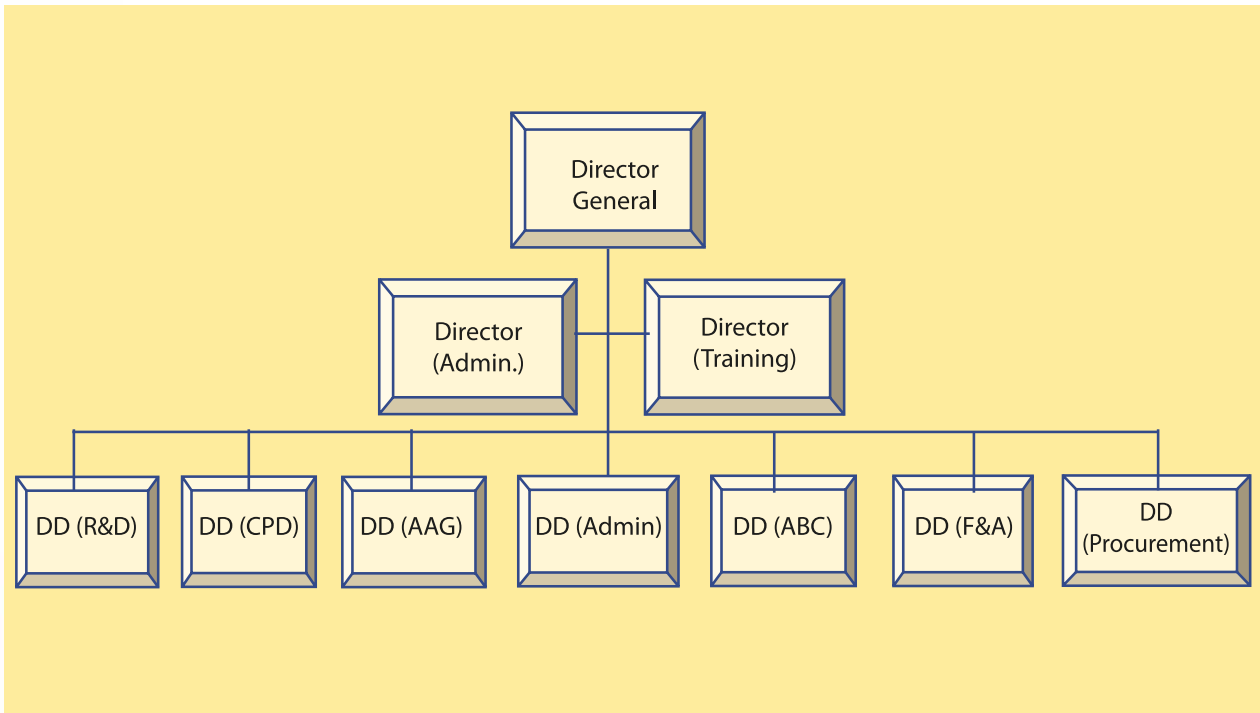 Director
General
Director
(Admin.)
Director
(Training)
DD (R&D)
DD (CPD)
DD (AAG)
DD (Admin)
DD (ABC)
DD (F&A)
DD
(Procurement)